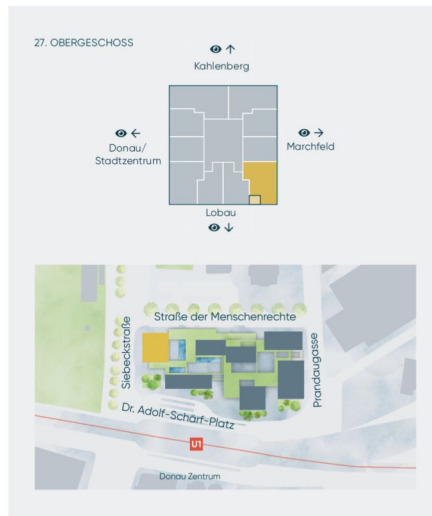 27. OBERGESCHOSS
Kahlenberg
Donau/
Stadtzentrum
Marchfeld
Lobau
Straße der Menschenrechte
Siebeckstraße
Prandaugasse
Dr. Adolf-Schärf-Platz
U1
Donau Zentrum